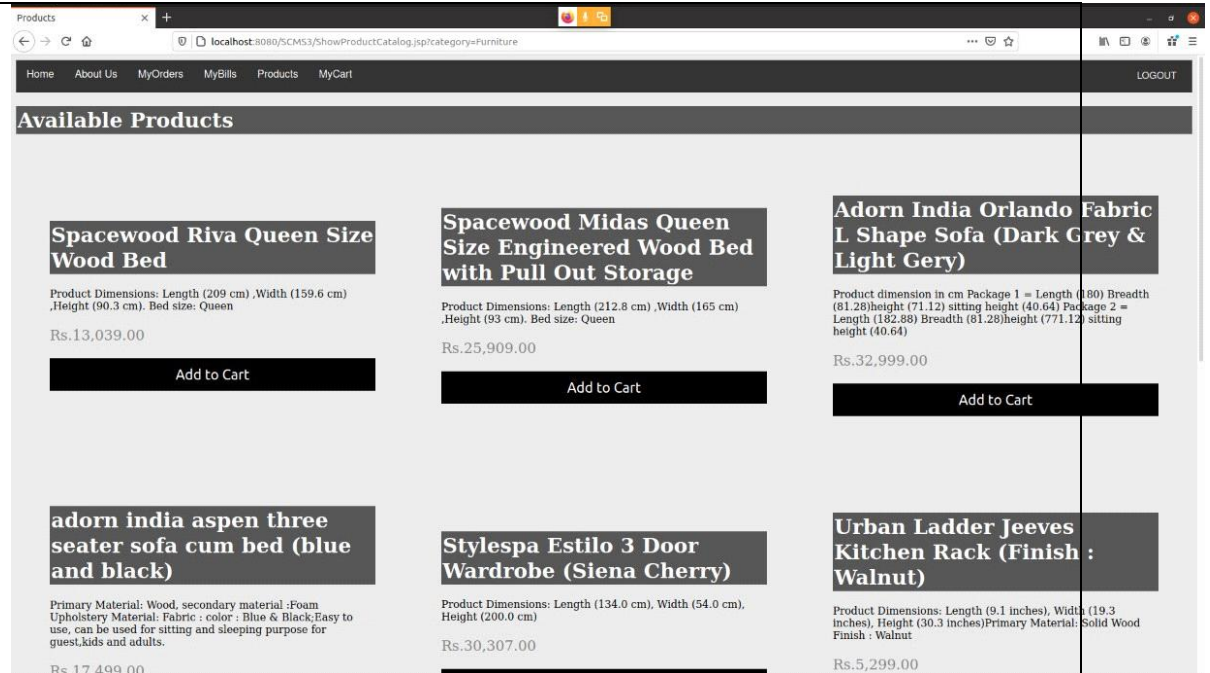 Products
localhost:8080/SCMS3/ShowProductCatalog.jsp?category=Furniture
Home About Us MyOrders MyBills Products MyCart LOGOUT
Available Products
Spacewood Riva Queen Size
Wood Bed
Product Dimensions: Length (209 cm) ,Width (159.6 cm)
,Height (90.3 cm). Bed size: Queen
Rs.13,039.00
Add to Cart
Spacewood Midas Queen
Size Engineered Wood Bed
with Pull Out Storage
Product Dimensions: Length (212.8 cm) ,Width (165 cm)
,Height (93 cm). Bed size: Queen
Rs.25,909.00
Add to Cart
Adorn India Orlando Fabric
L Shape Sofa (Dark Grey &
Light Gery)
Product dimension in cm Package 1 = Length (180) Breadth
(81.28)height (71.12) sitting height (40.64) Package 2 =
Length (182.88) Breadth (81.28)height (771.12) sitting
height (40.64)
Rs.32,999.00
Add to Cart
adorn india aspen three
seater sofa cum bed (blue
and black)
Primary Material: Wood, secondary material :Foam
Upholstery Material: Fabric : color : Blue & Black;Easy to
use, can be used for sitting and sleeping purpose for
guest,kids and adults.
Rs.17,499.00
Stylespa Estilo 3 Door
Wardrobe (Siena Cherry)
Product Dimensions: Length (134.0 cm), Width (54.0 cm),
Height (200.0 cm)
Rs.30,307.00
Urban Ladder Jeeves
Kitchen Rack (Finish :
Walnut)
Product Dimensions: Length (9.1 inches), Width (19.3
inches), Height (30.3 inches)Primary Material: Solid Wood
Finish : Walnut
Rs.5,299.00